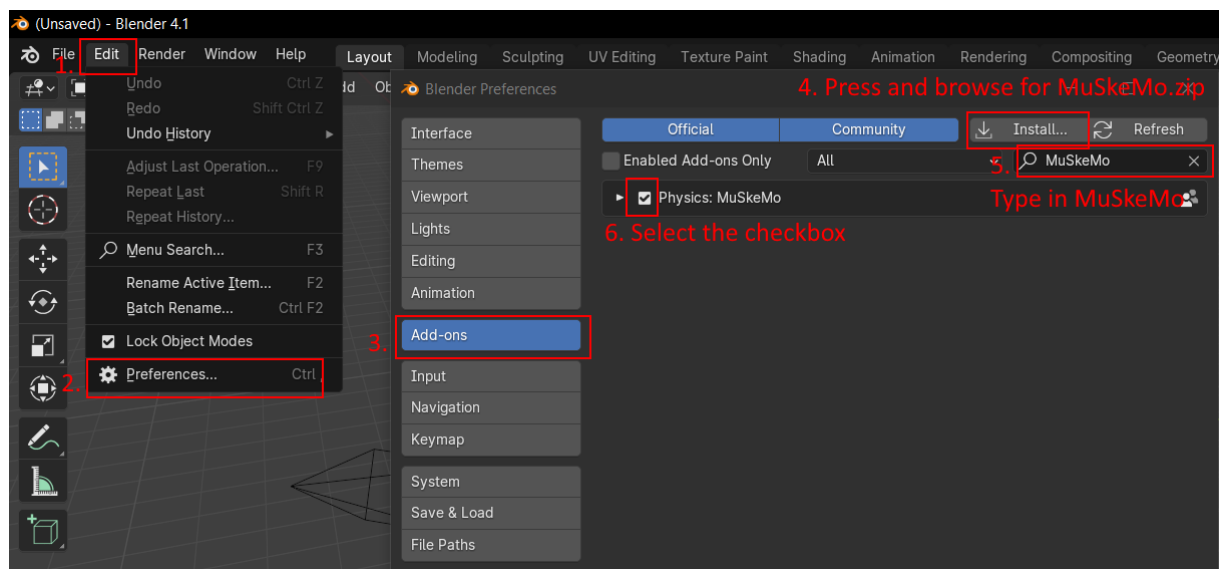 (Unsaved) - Blender 4.1
File Edit Render Window Help Layout Modeling Sculpting UV Editing Texture Paint Shading Animation Rendering Compositing Geometry
1.
Undo Ctrl Z
Redo Shift Ctrl Z
Undo History
Adjust Last Operation... F9
Repeat Last Shift R
Repeat History...
Menu Search... F3
Rename Active Item... F2
Batch Rename... Ctrl F2
Lock Object Modes
2. Preferences... Ctrl ,
dd Ob
Blender Preferences
4. Press and browse for MuSkeMo.zip
Interface
Themes
Viewport
Lights
Editing
Animation
3. Add-ons
Input
Navigation
Keymap
System
Save & Load
File Paths
Official Community Install... Refresh
Enabled Add-ons Only All 5. MuSkeMo
Physics: MuSkeMo
Type in MuSkeMo
6. Select the checkbox